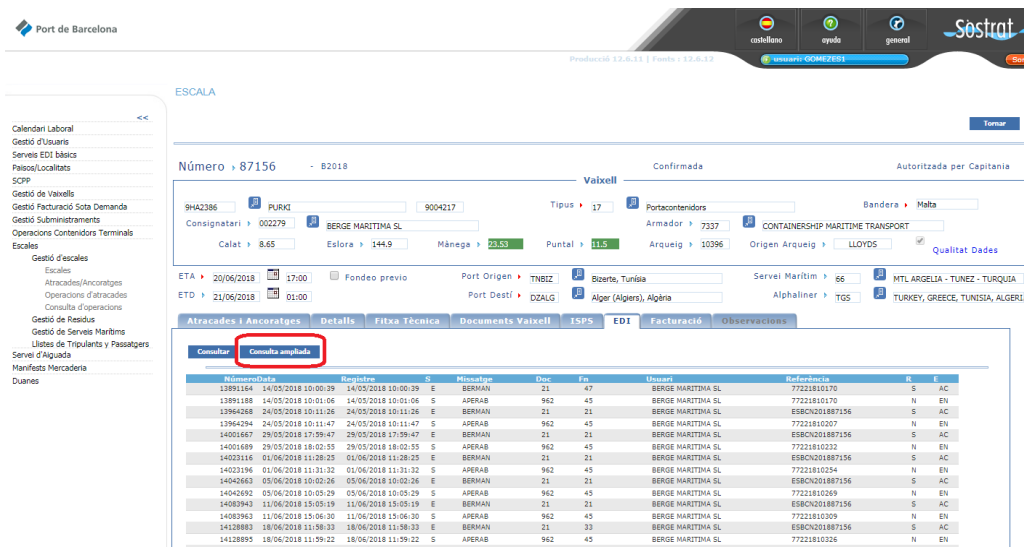 Port de Barcelona
castellano ayuda general Sòstrat
Producció 12.0.11 | Fonts : 12.0.12 usuari: GOMEZES1
ESCALA
<<
Tornar
Calendari Laboral
Gestió d'Usuaris
Serveis EDI bàsics
Països/Localitats
SCPP
Gestió de Vaixells
Gestió Facturació Sota Demanda
Gestió Subministraments
Operacions Contenidors Terminals
Escales
Gestió d'escales
Escales
Atracades/Ancoratges
Operacions d'atracades
Consulta d'operacions
Gestió de Residus
Gestió de Serveis Marítims
Llistes de Tripulants y Passatgers
Servei d'Aiguada
Manifests Mercaderia
Duanes
Número 87156 - B2018 Confirmada Autoritzada per Capitania
Vaixell
9HA2386 PURKI 9004217 Tipus 17 Portacontenidors Bandera Malta
Consignatari 002279 BERGE MARITIMA SL Armador 7337 CONTAINERSHIP MARITIME TRANSPORT
Calat 8.65 Eslora 144.9 Mànega 23.53 Puntal 11.5 Arqueig 10396 Origen Arqueig LLOYDS Qualitat Dades
ETA 20/06/2018 17:00 Fondeo previo Port Origen TNBIZ Bizerte, Tunísia Servei Marítim 66 MTL ARGELIA - TUNEZ - TURQUIA
ETD 21/06/2018 01:00 Port Destí DZALG Alger (Algiers), Algèria Alphaliner TGS TURKEY, GREECE, TUNISIA, ALGERI
Atracades i Ancoratges Detalls Fitxa Tècnica Documents Vaixell ISPS EDI Facturació Observacions
Consultar Consulta ampliada
Número Data Registre S Missatge Doc Fn Usuari Referència R E
13891164 14/05/2018 10:00:39 14/05/2018 10:00:39 E BERMAN 21 47 BERGE MARITIMA SL 77221810170 S AC
13891188 14/05/2018 10:01:06 14/05/2018 10:01:06 S APERAB 962 45 BERGE MARITIMA SL 77221810170 N EN
13964268 24/05/2018 10:11:26 24/05/2018 10:11:26 E BERMAN 21 21 BERGE MARITIMA SL ESBCN201887156 S AC
13964294 24/05/2018 10:11:47 24/05/2018 10:11:47 S APERAB 962 45 BERGE MARITIMA SL 77221810207 N EN
14001667 29/05/2018 17:59:47 29/05/2018 17:59:47 E BERMAN 21 21 BERGE MARITIMA SL ESBCN201887156 S AC
14001689 29/05/2018 18:02:55 29/05/2018 18:02:55 S APERAB 962 45 BERGE MARITIMA SL 77221810232 N EN
14023116 01/06/2018 11:28:25 01/06/2018 11:28:25 E BERMAN 21 21 BERGE MARITIMA SL ESBCN201887156 S AC
14023196 01/06/2018 11:31:32 01/06/2018 11:31:32 S APERAB 962 45 BERGE MARITIMA SL 77221810254 N EN
14042663 05/06/2018 10:02:26 05/06/2018 10:02:26 E BERMAN 21 21 BERGE MARITIMA SL ESBCN201887156 S AC
14042692 05/06/2018 10:05:29 05/06/2018 10:05:29 S APERAB 962 45 BERGE MARITIMA SL 77221810269 N EN
14083943 11/06/2018 15:05:19 11/06/2018 15:05:19 E BERMAN 21 21 BERGE MARITIMA SL ESBCN201887156 S AC
14083963 11/06/2018 15:06:30 11/06/2018 15:06:30 S APERAB 962 45 BERGE MARITIMA SL 77221810309 N EN
14128883 18/06/2018 11:58:33 18/06/2018 11:58:33 E BERMAN 21 33 BERGE MARITIMA SL ESBCN201887156 S AC
14128895 18/06/2018 11:59:22 18/06/2018 11:59:22 S APERAB 962 45 BERGE MARITIMA SL 77221810326 N EN